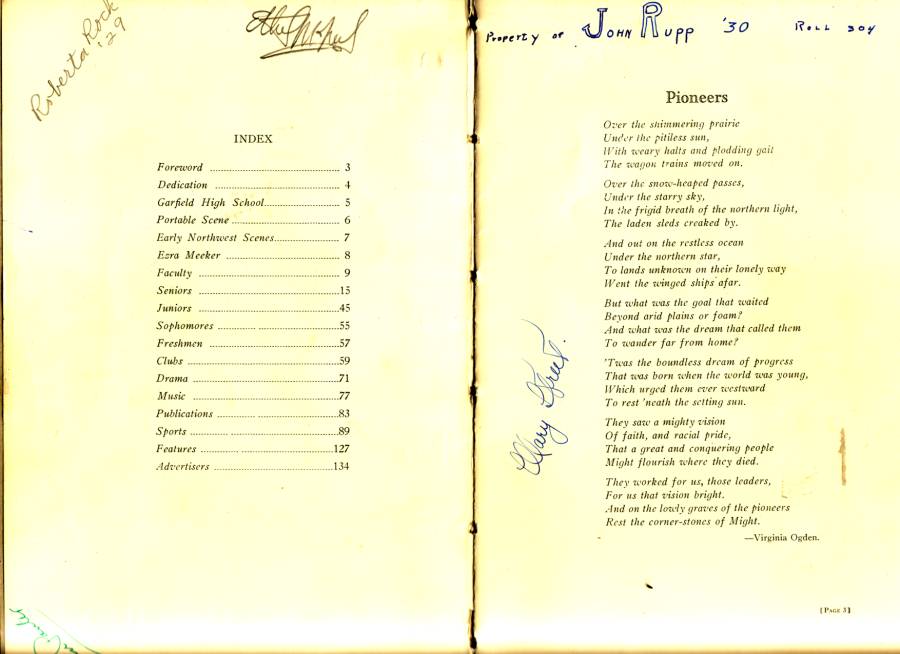 Roberta Rock
'29
INDEX
Foreword 3
Dedication 4
Garfield High School 5
Portable Scene 6
Early Northwest Scenes 7
Ezra Meeker 8
Faculty 9
Seniors 15
Juniors 45
Sophomores 55
Freshmen 57
Clubs 59
Drama 71
Music 77
Publications 83
Sports 89
Features 127
Advertisers 134
Property of John Rupp '30 Roll 204
Pioneers
Over the shimmering prairie
Under the pitiless sun,
With weary halts and plodding gait
The wagon trains moved on.
Over the snow-heaped passes,
Under the starry sky,
In the frigid breath of the northern light,
The laden sleds creaked by.
And out on the restless ocean
Under the northern star,
To lands unknown on their lonely way
Went the winged ships afar.
But what was the goal that waited
Beyond arid plains or foam?
And what was the dream that called them
To wander far from home?
'Twas the boundless dream of progress
That was born when the world was young,
Which urged them ever westward
To rest 'neath the setting sun.
They saw a mighty vision
Of faith, and racial pride,
That a great and conquering people
Might flourish where they died.
They worked for us, those leaders,
For us that vision bright.
And on the lowly graves of the pioneers
Rest the corner-stones of Might.
—Virginia Ogden.
Mary
[PAGE 3]